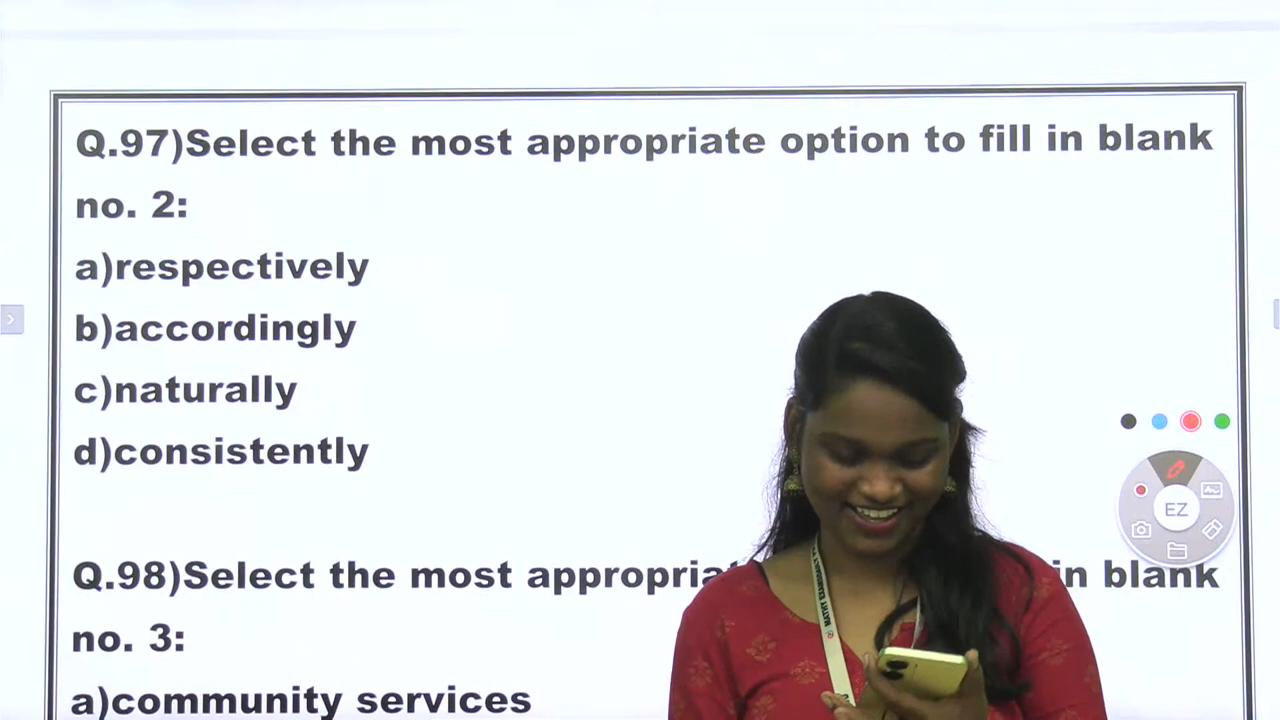 Q.97)Select the most appropriate option to fill in blank
no. 2:
a)respectively
b)accordingly
c)naturally
d)consistently
EZ
Q.98)Select the most in blank
no. 3:
a)community services